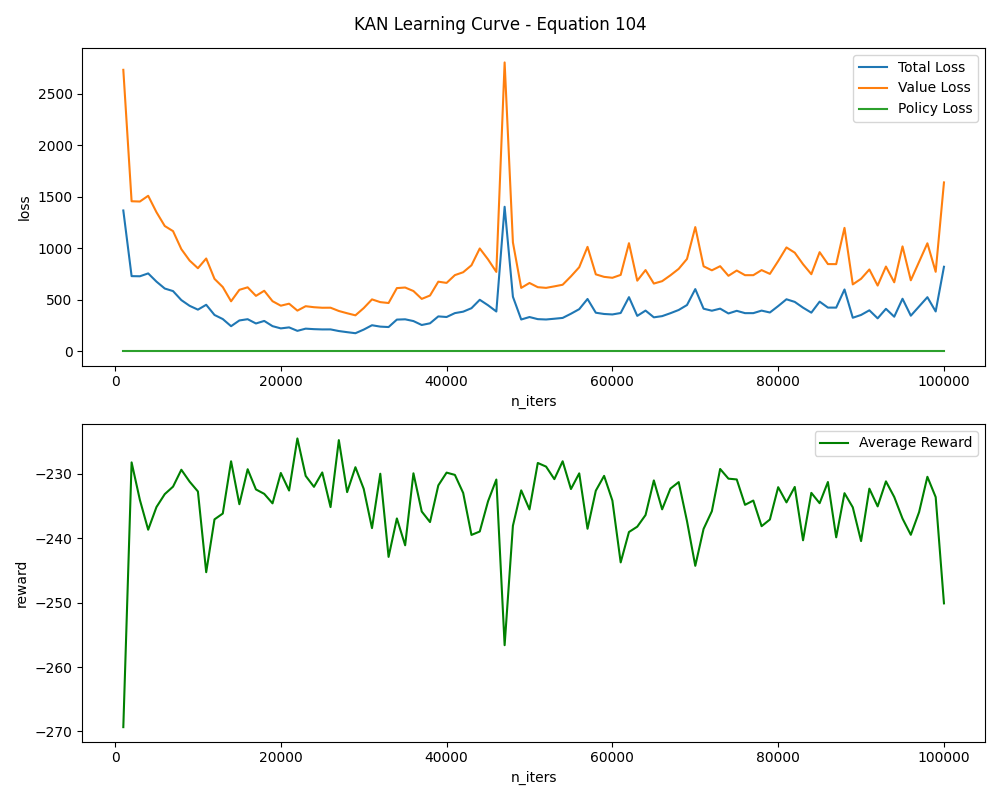 KAN Learning Curve - Equation 104
Total Loss
Value Loss
Policy Loss
2500
2000
1500
1000
500
0
loss
0 20000 40000 60000 80000 100000
n_iters
Average Reward
−230
−240
−250
−260
−270
reward
0 20000 40000 60000 80000 100000
n_iters